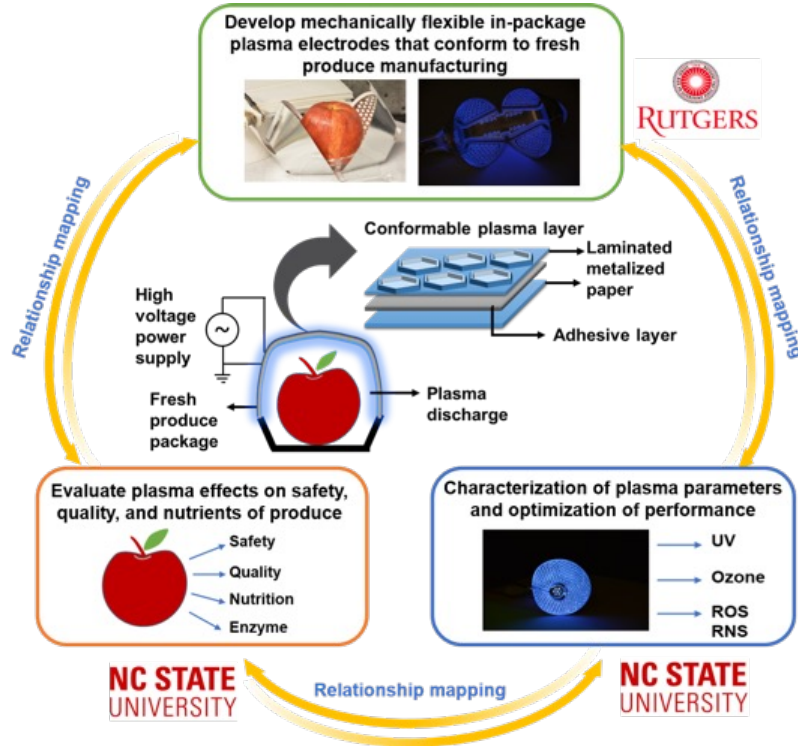 Develop mechanically flexible in-package
plasma electrodes that conform to fresh
produce manufacturing
RUTGERS
Relationship mapping
Relationship mapping
Conformable plasma layer
Laminated
metalized
paper
Adhesive layer
High
voltage
power
supply
Fresh
produce
package
Plasma
discharge
Evaluate plasma effects on safety,
quality, and nutrients of produce
Safety
Quality
Nutrition
Enzyme
Characterization of plasma parameters
and optimization of performance
UV
Ozone
ROS
RNS
NC STATE
UNIVERSITY
Relationship mapping
NC STATE
UNIVERSITY